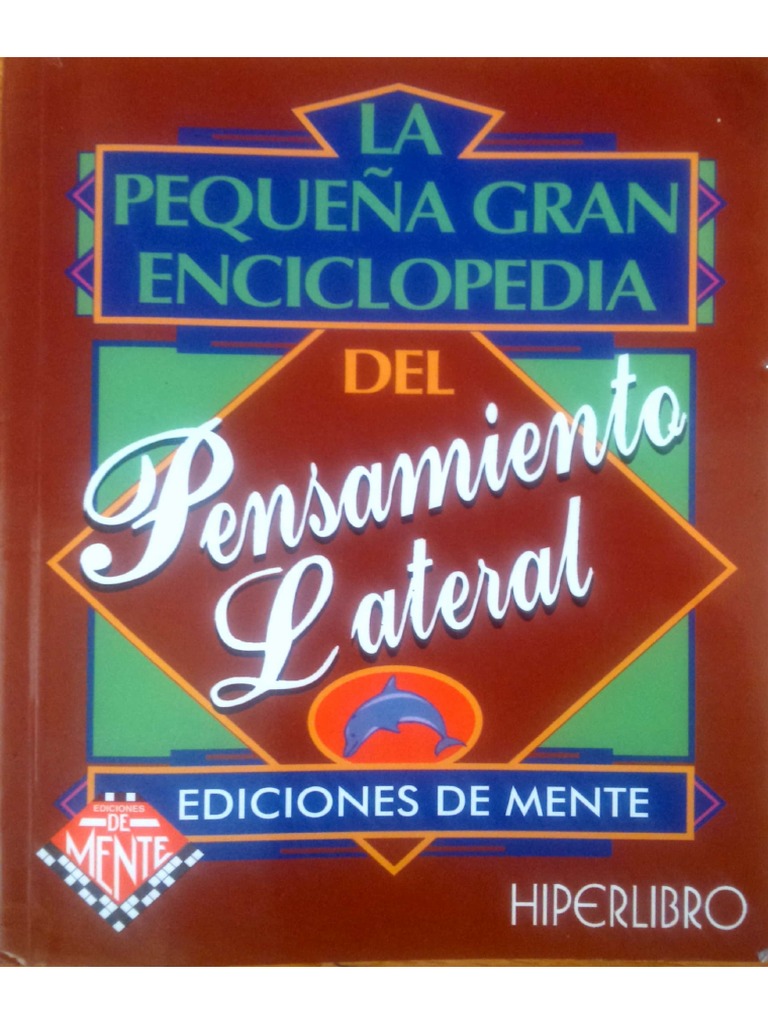 LA
PEQUEÑA GRAN
ENCICLOPEDIA
DEL
Pensamiento
Lateral
EDICIONES DE MENTE
EDICIONES
DE
MENTE
HIPERLIBRO